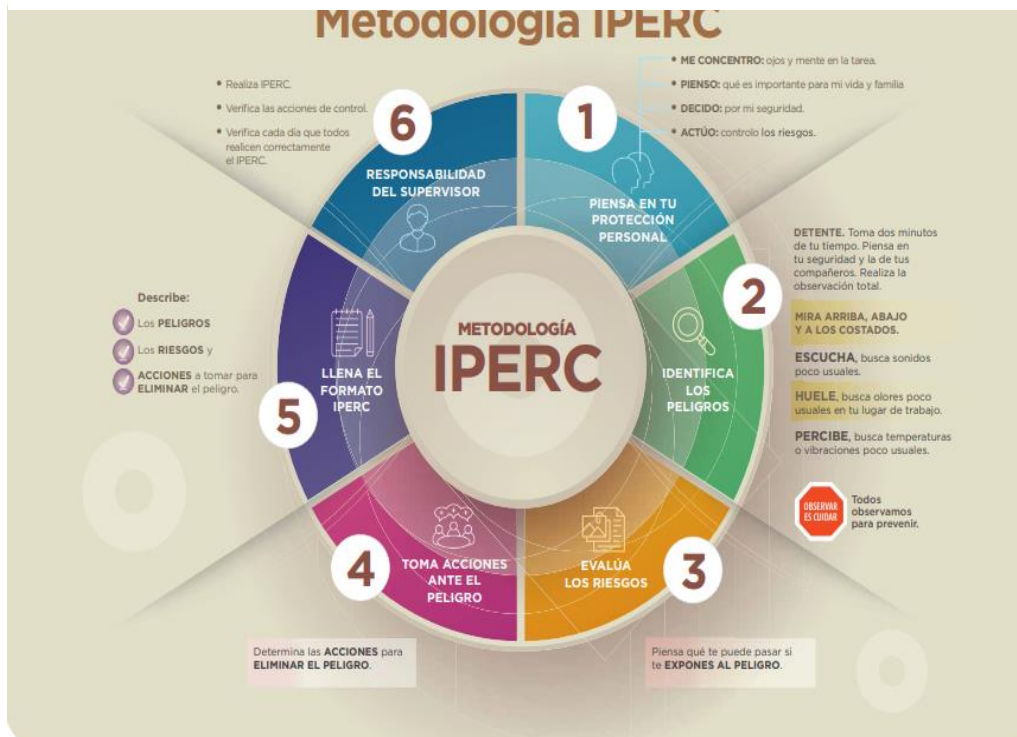 Metodología IPERC
• ME CONCENTRO: ojos y mente en la tarea.
• PIENSO: qué es importante para mi vida y familia
• DECIDO: por mi seguridad.
• ACTÚO: controlo los riesgos.
1
PIENSA EN TU
PROTECCIÓN
PERSONAL
2
IDENTIFICA
LOS
PELIGROS
DETENTE. Toma dos minutos
de tu tiempo. Piensa en
tu seguridad y la de tus
compañeros. Realiza la
observación total.
MIRA ARRIBA, ABAJO
Y A LOS COSTADOS.
ESCUCHA, busca sonidos
poco usuales.
HUELE, busca olores poco
usuales en tu lugar de trabajo.
PERCIBE, busca temperaturas
o vibraciones poco usuales.
OBSERVAR
ES CUIDAR
Todos
observamos
para prevenir.
3
EVALÚA
LOS RIESGOS
Piensa qué te puede pasar si
te EXPONES AL PELIGRO.
4
TOMA ACCIONES
ANTE EL
PELIGRO
Determina las ACCIONES para
ELIMINAR EL PELIGRO.
5
LLENA EL
FORMATO
IPERC
Describe:
Los PELIGROS
Los RIESGOS y
ACCIONES a tomar para
ELIMINAR el peligro.
6
RESPONSABILIDAD
DEL SUPERVISOR
• Realiza IPERC.
• Verifica las acciones de control.
• Verifica cada día que todos
realicen correctamente
el IPERC.
METODOLOGÍA
IPERC